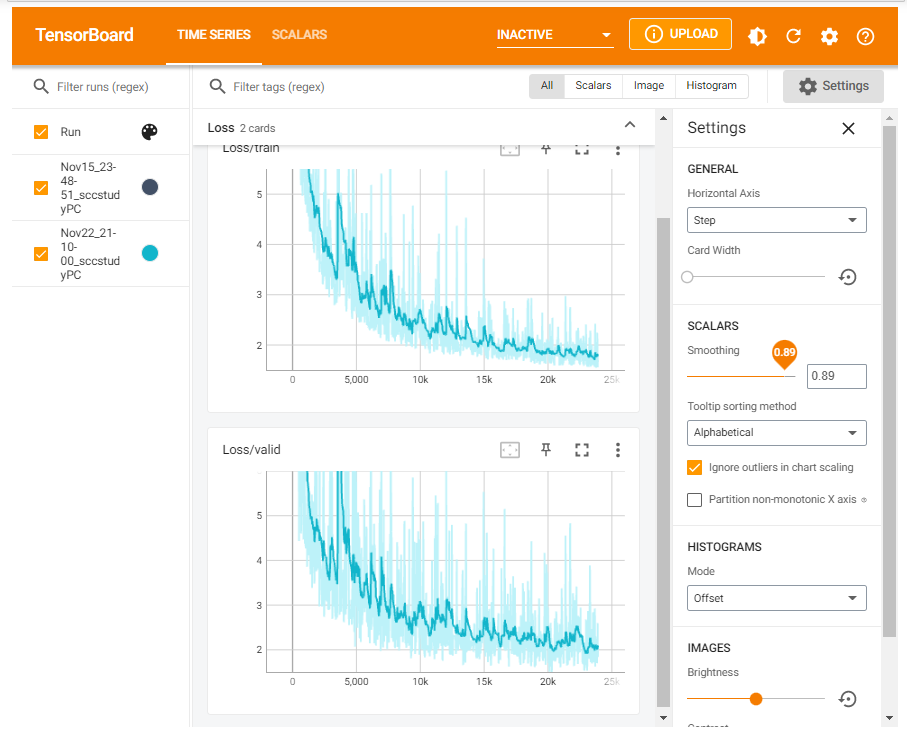 TensorBoard
TIME SERIES
SCALARS
INACTIVE
UPLOAD
Filter runs (regex)
Run
Nov15_23-
48-
51_sccstud
yPC
Nov22_21-
10-
00_sccstud
yPC
Filter tags (regex)
All
Scalars
Image
Histogram
Settings
Loss 2 cards
Loss/train
5
4
3
2
0 5,000 10k 15k 20k 25k
Loss/valid
5
4
3
2
0 5,000 10k 15k 20k 25k
Settings
GENERAL
Horizontal Axis
Step
Card Width
SCALARS
Smoothing
0.89
0.89
Tooltip sorting method
Alphabetical
Ignore outliers in chart scaling
Partition non-monotonic X axis
HISTOGRAMS
Mode
Offset
IMAGES
Brightness